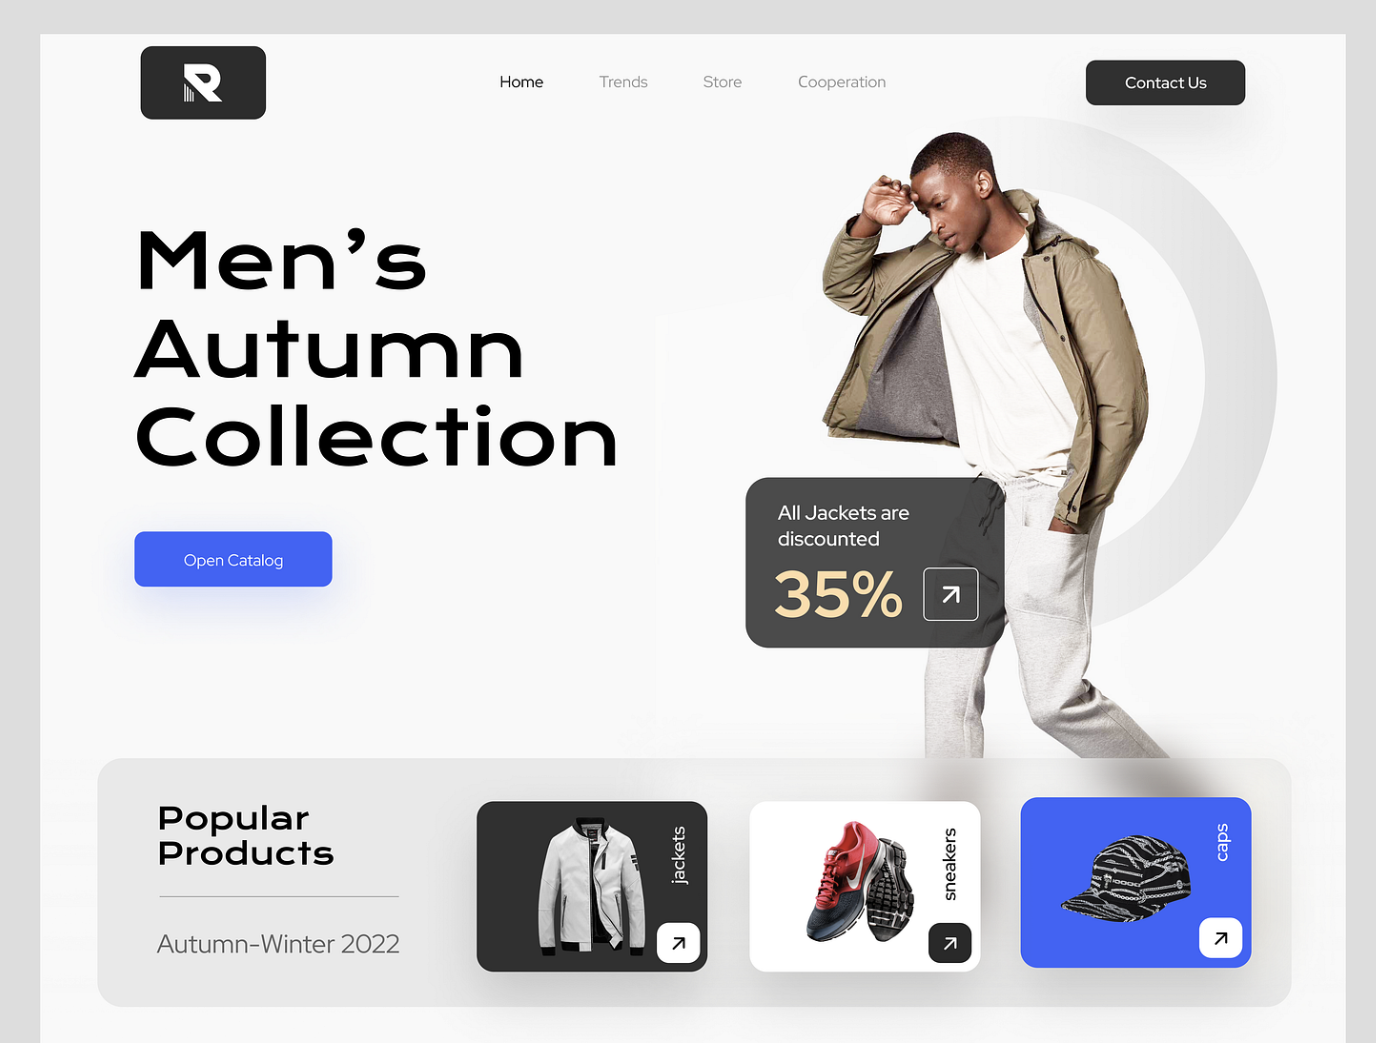 R
Home
Trends
Store
Cooperation
Contact Us
Men’s
Autumn
Collection
Open Catalog
All Jackets are
discounted
35%
Popular
Products
Autumn-Winter 2022
jackets
sneakers
caps